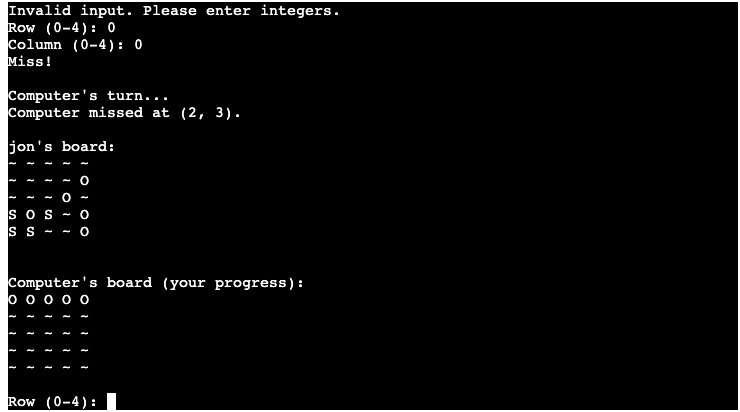 Invalid input. Please enter integers.
Row (0-4): 0
Column (0-4): 0
Miss!
Computer's turn...
Computer missed at (2, 3).
jon's board:
~ ~ ~ ~ ~
~ ~ ~ ~ O
~ ~ ~ O ~
S O S ~ O
S S ~ ~ O
Computer's board (your progress):
O O O O O
~ ~ ~ ~ ~
~ ~ ~ ~ ~
~ ~ ~ ~ ~
~ ~ ~ ~ ~
Row (0-4):